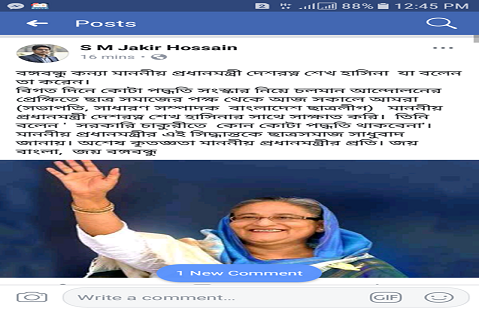 2 88% 12:45 PM
Posts
S M Jakir Hossain
16 mins
বঙ্গবন্ধু কন্যা মাননীয় প্রধানমন্ত্রী দেশরত্ন শেখ হাসিনা যা বলেন
তা করেন।
বিগত দিনে কোটা পদ্ধতি সংস্কার নিয়ে চলমান আন্দোলনের
প্রেক্ষিতে ছাত্র সমাজের পক্ষ থেকে আজ সকালে আমরা
(সভাপতি, সাধারণ সম্পাদক বাংলাদেশ ছাত্রলীগ) মাননীয়
প্রধানমন্ত্রী দেশরত্ন শেখ হাসিনার সাথে সাক্ষাত করি। তিনি
বলেন ' সরকারি চাকুরীতে কোন কোটা পদ্ধতি থাকবেনা'।
মাননীয় প্রধানমন্ত্রীর এই সিদ্ধান্তকে ছাত্রসমাজ সাধুবাদ
জানায়। অশেষ কৃতজ্ঞতা মাননীয় প্রধানমন্ত্রীর প্রতি। জয়
বাংলা, জয় বঙ্গবন্ধু
1 New Comment
Write a comment...
GIF